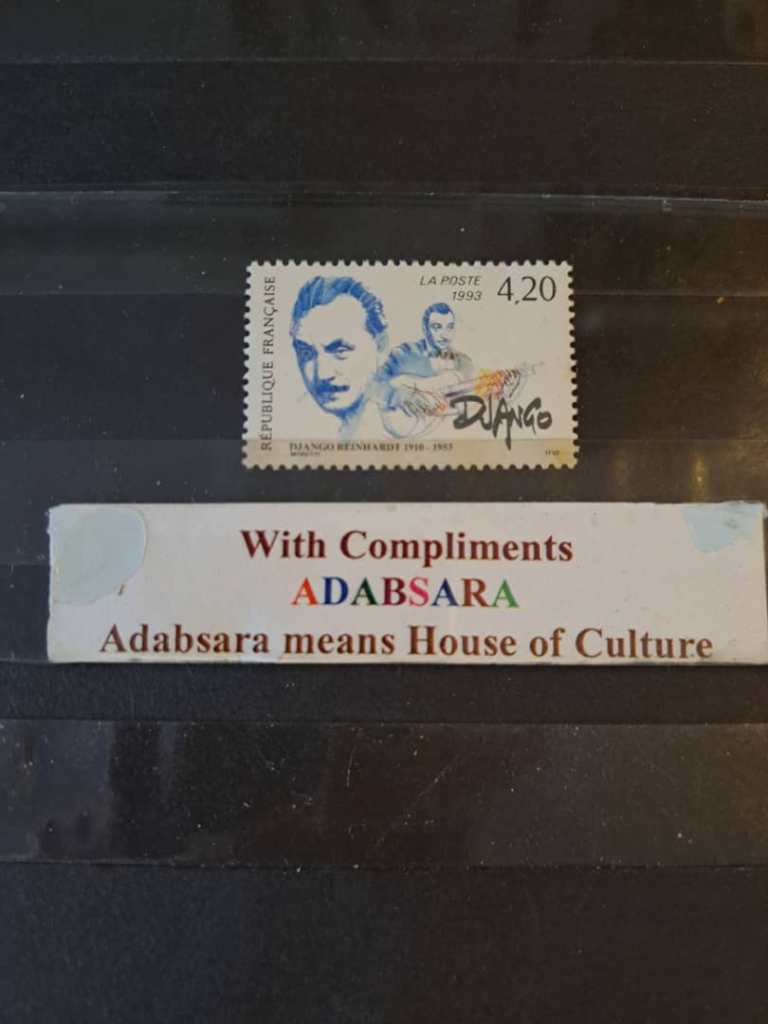 RÉPUBLIQUE FRANÇAISE
LA POSTE
1993
4,20
DJANGO
DJANGO REINHARDT 1910 - 1953
With Compliments
ADABSARA
Adabsara means House of Culture